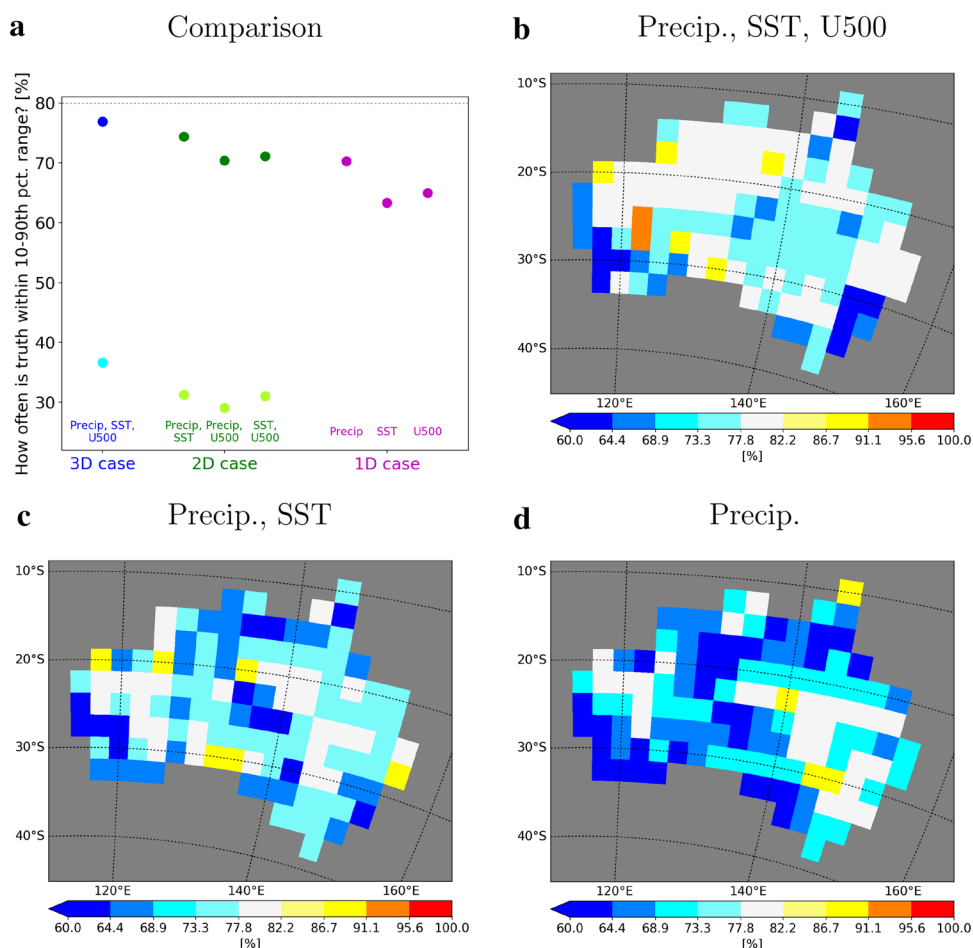 a Comparison
How often is truth within 10-90th pct. range? [%]
80
70
60
50
40
30
Precip, SST,
U500
Precip,
SST
Precip,
U500
SST,
U500
Precip
SST
U500
3D case
2D case
1D case
b Precip., SST, U500
10°S
20°S
30°S
40°S
120°E 140°E 160°E
60.0 64.4 68.9 73.3 77.8 82.2 86.7 91.1 95.6 100.0
[%]
c Precip., SST
10°S
20°S
30°S
40°S
120°E 140°E 160°E
60.0 64.4 68.9 73.3 77.8 82.2 86.7 91.1 95.6 100.0
[%]
d Precip.
10°S
20°S
30°S
40°S
120°E 140°E 160°E
60.0 64.4 68.9 73.3 77.8 82.2 86.7 91.1 95.6 100.0
[%]